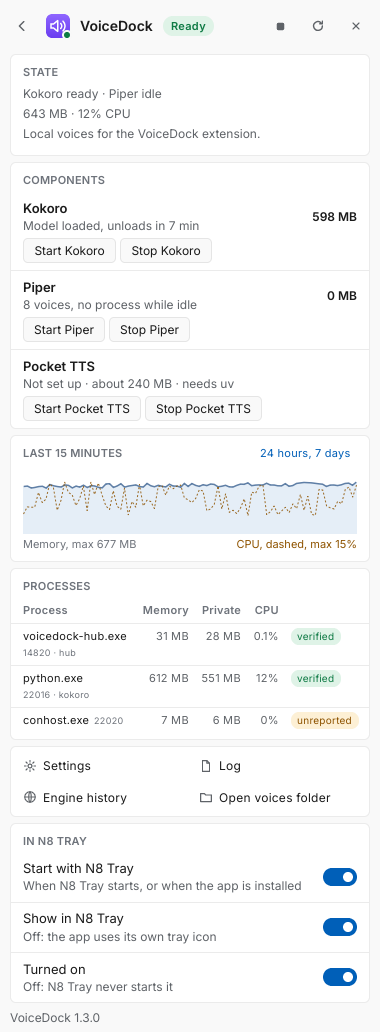 VoiceDock Ready
STATE
Kokoro ready · Piper idle
643 MB · 12% CPU
Local voices for the VoiceDock extension.
COMPONENTS
Kokoro
Model loaded, unloads in 7 min
598 MB
Start Kokoro Stop Kokoro
Piper
8 voices, no process while idle
0 MB
Start Piper Stop Piper
Pocket TTS
Not set up · about 240 MB · needs uv
Start Pocket TTS Stop Pocket TTS
LAST 15 MINUTES 24 hours, 7 days
Memory, max 677 MB CPU, dashed, max 15%
PROCESSES
Process Memory Private CPU
voicedock-hub.exe 31 MB 28 MB 0.1% verified
14820 · hub
python.exe 612 MB 551 MB 12% verified
22016 · kokoro
conhost.exe 22020 7 MB 6 MB 0% unreported
Settings Log
Engine history Open voices folder
IN N8 TRAY
Start with N8 Tray
When N8 Tray starts, or when the app is installed
Show in N8 Tray
Off: the app uses its own tray icon
Turned on
Off: N8 Tray never starts it
VoiceDock 1.3.0